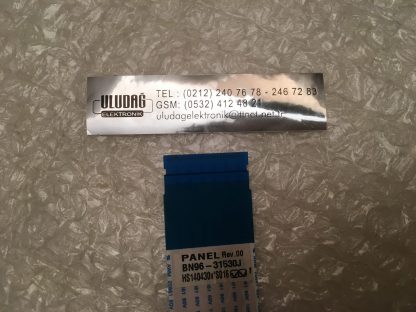 ULUDAĞ
ELEKTRONIK
TEL : (0212) 240 76 78 - 246 72 83
GSM: (0532) 412 48 21
uludagelektronik@ttnet.net.tr
PANEL Rev.00
BN96-31530J